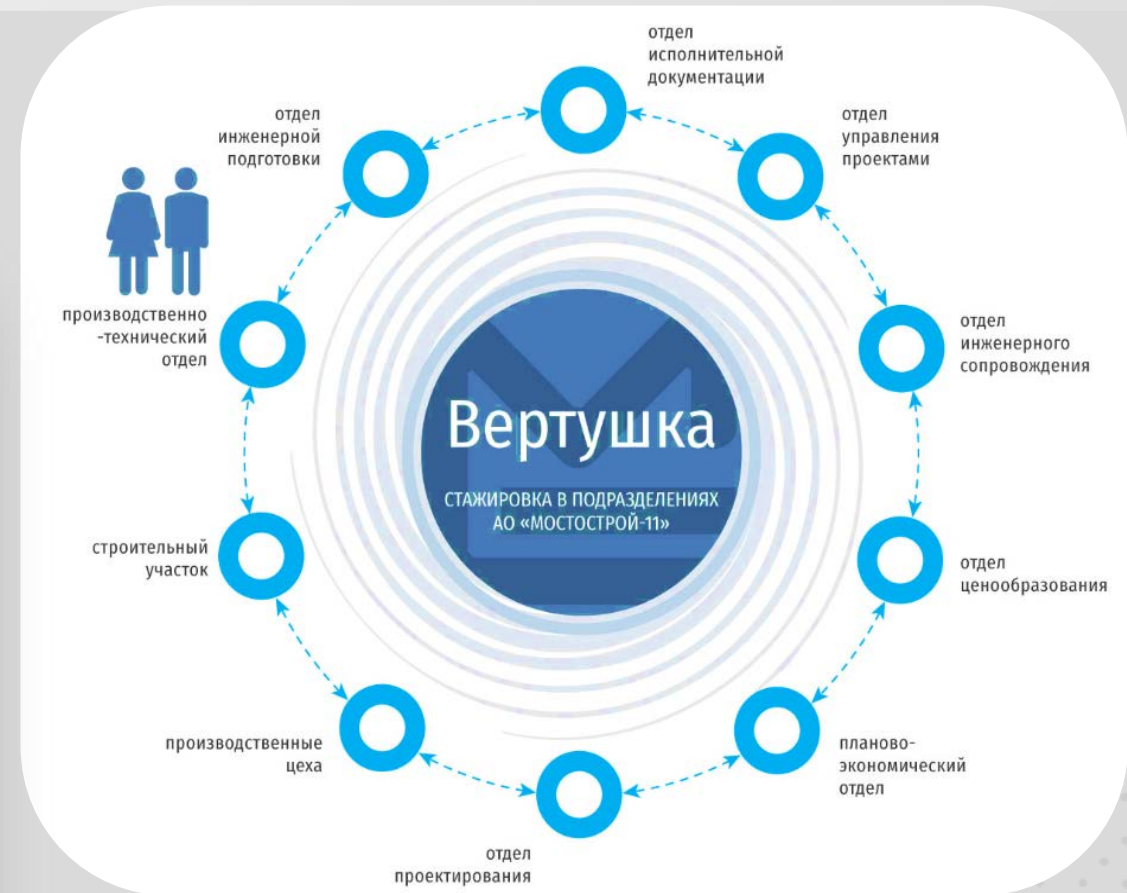 отдел
исполнительной
документации
отдел
инженерной
подготовки
отдел
управления
проектами
производственно
-технический
отдел
отдел
инженерного
сопровождения
Вертушка
СТАЖИРОВКА В ПОДРАЗДЕЛЕНИЯХ
АО «МОСТОСТРОЙ-11»
строительный
участок
отдел
ценообразования
производственные
цеха
планово-
экономический
отдел
отдел
проектирования